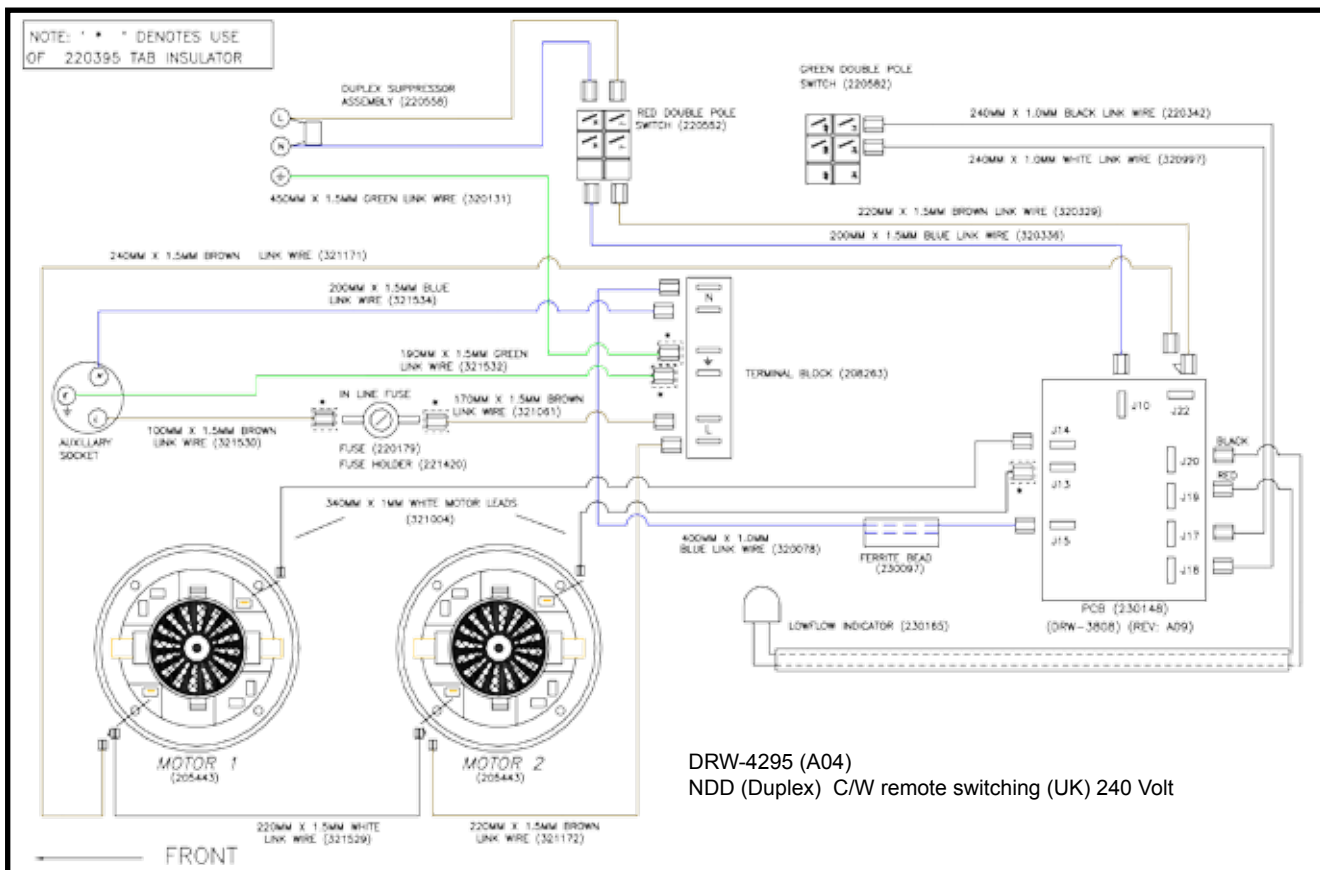 NOTE: ' * ' DENOTES USE
OF 220395 TAB INSULATOR
DUPLEX SUPPRESSOR
ASSEMBLY (220558)
L
N
RED DOUBLE POLE
SWITCH (220552)
GREEN DOUBLE POLE
SWITCH (220582)
240MM X 1.0MM BLACK LINK WIRE (220342)
240MM X 1.0MM WHITE LINK WIRE (320997)
450MM X 1.5MM GREEN LINK WIRE (320131)
220MM X 1.5MM BROWN LINK WIRE (320329)
200MM X 1.5MM BLUE LINK WIRE (320336)
240MM X 1.5MM BROWN LINK WIRE (321171)
200MM X 1.5MM BLUE
LINK WIRE (321534)
N
*
190MM X 1.5MM GREEN
LINK WIRE (321532)
TERMINAL BLOCK (208263)
*
N
L
AUXILLARY
SOCKET
IN LINE FUSE
*
*
170MM X 1.5MM BROWN
LINK WIRE (321061)
100MM X 1.5MM BROWN
LINK WIRE (321530)
FUSE (220179)
FUSE HOLDER (221420)
L
J10
J22
J14
J13
*
J15
J20
J19
J17
J18
BLACK
RED
340MM X 1MM WHITE MOTOR LEADS
(321004)
400MM X 1.0MM
BLUE LINK WIRE (320078)
FERRITE BEAD
(230097)
PCB (230148)
(DRW-3808) (REV: A09)
LOWFLOW INDICATOR (230165)
MOTOR 1
(205443)
MOTOR 2
(205443)
DRW-4295 (A04)
NDD (Duplex) C/W remote switching (UK) 240 Volt
220MM X 1.5MM WHITE
LINK WIRE (321529)
220MM X 1.5MM BROWN
LINK WIRE (321172)
FRONT